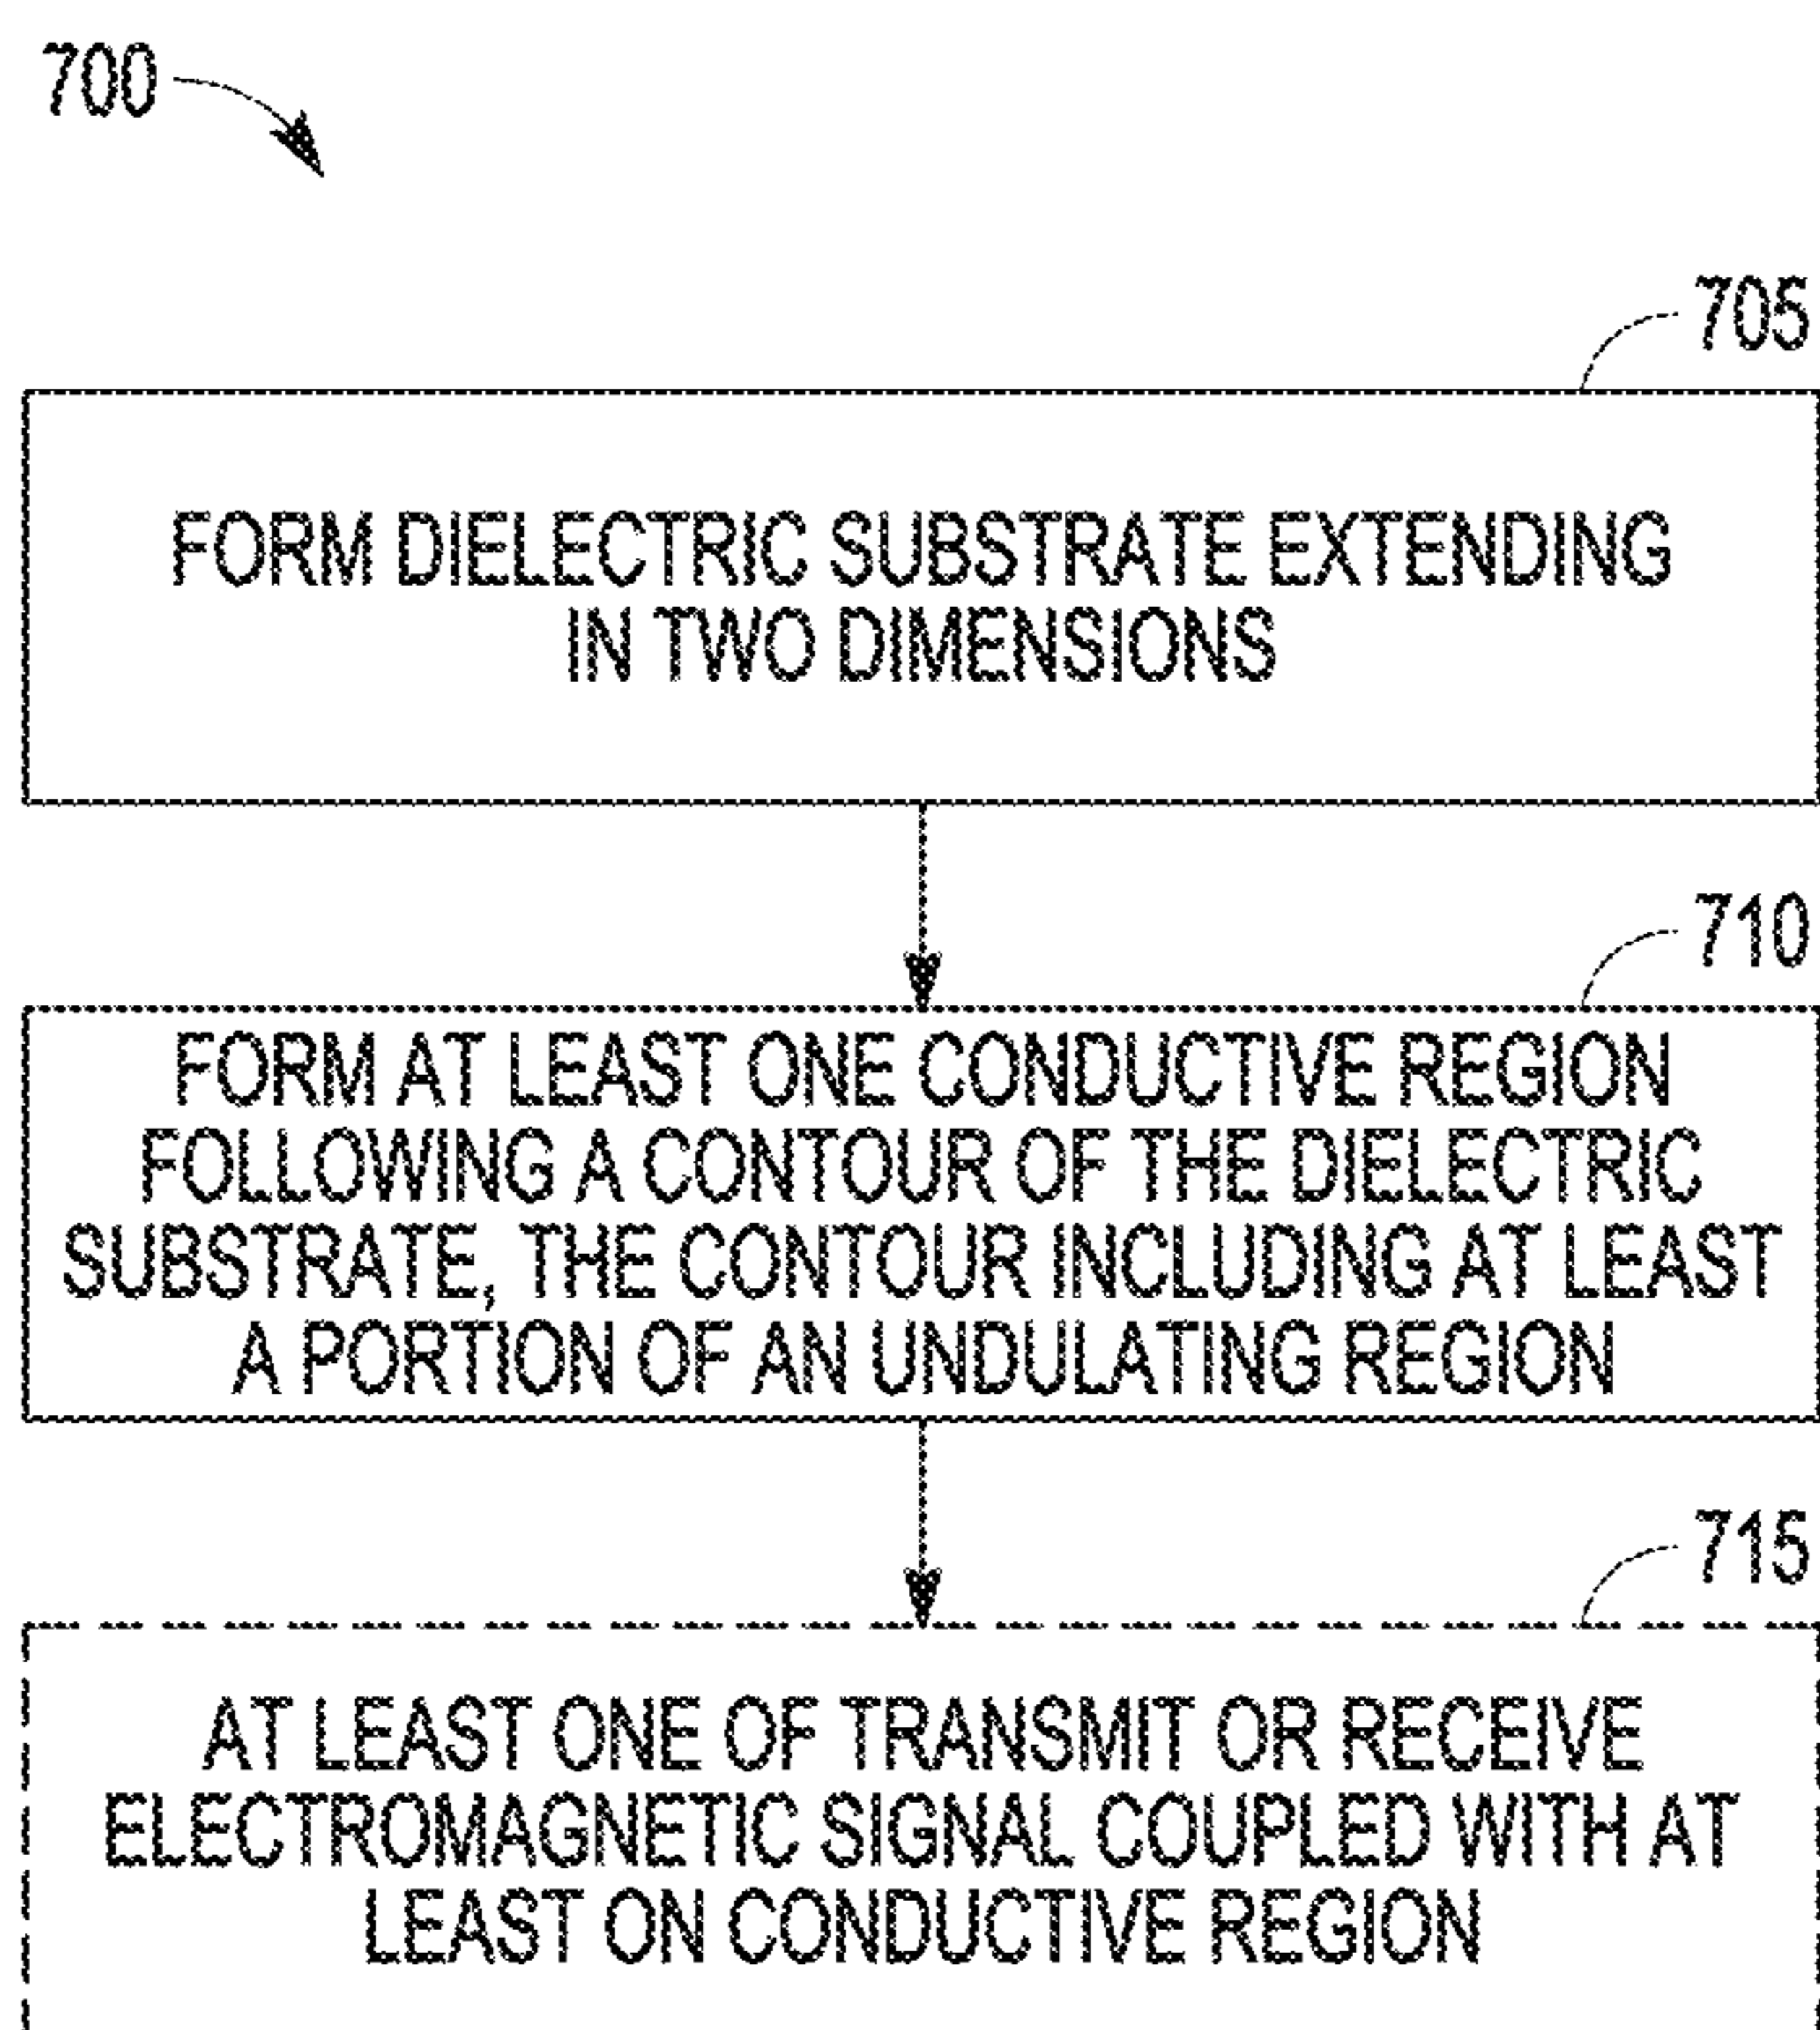 700
705
FORM DIELECTRIC SUBSTRATE EXTENDING
IN TWO DIMENSIONS
710
FORM AT LEAST ONE CONDUCTIVE REGION
FOLLOWING A CONTOUR OF THE DIELECTRIC
SUBSTRATE, THE CONTOUR INCLUDING AT LEAST
A PORTION OF AN UNDULATING REGION
715
AT LEAST ONE OF TRANSMIT OR RECEIVE
ELECTROMAGNETIC SIGNAL COUPLED WITH AT
LEAST ON CONDUCTIVE REGION